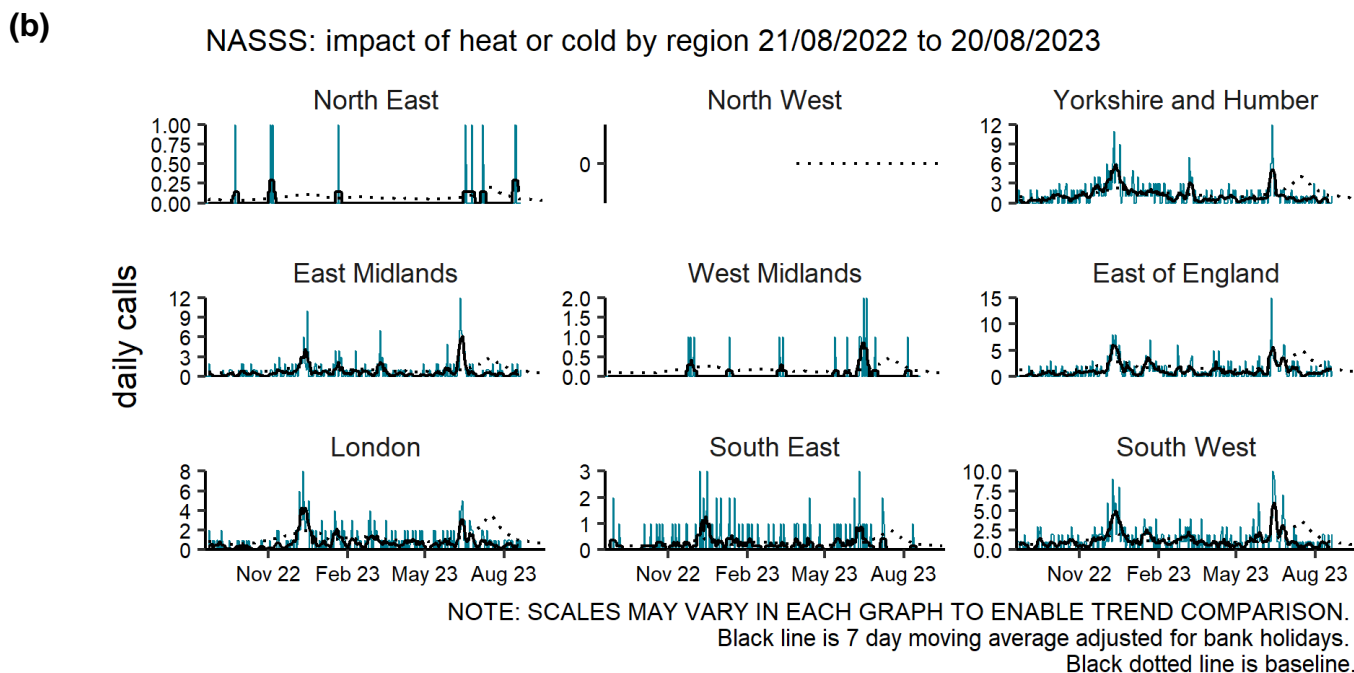 (b)
NASSS: impact of heat or cold by region 21/08/2022 to 20/08/2023
North East
North West
Yorkshire and Humber
1.00
0.75
0.50
0.25
0.00
0
12
9
6
3
0
East Midlands
West Midlands
East of England
12
9
6
3
0
2.0
1.5
1.0
0.5
0.0
15
10
5
0
daily calls
London
South East
South West
8
6
4
2
0
3
2
1
0
10.0
7.5
5.0
2.5
0.0
Nov 22 Feb 23 May 23 Aug 23
Nov 22 Feb 23 May 23 Aug 23
Nov 22 Feb 23 May 23 Aug 23
NOTE: SCALES MAY VARY IN EACH GRAPH TO ENABLE TREND COMPARISON.
Black line is 7 day moving average adjusted for bank holidays.
Black dotted line is baseline.